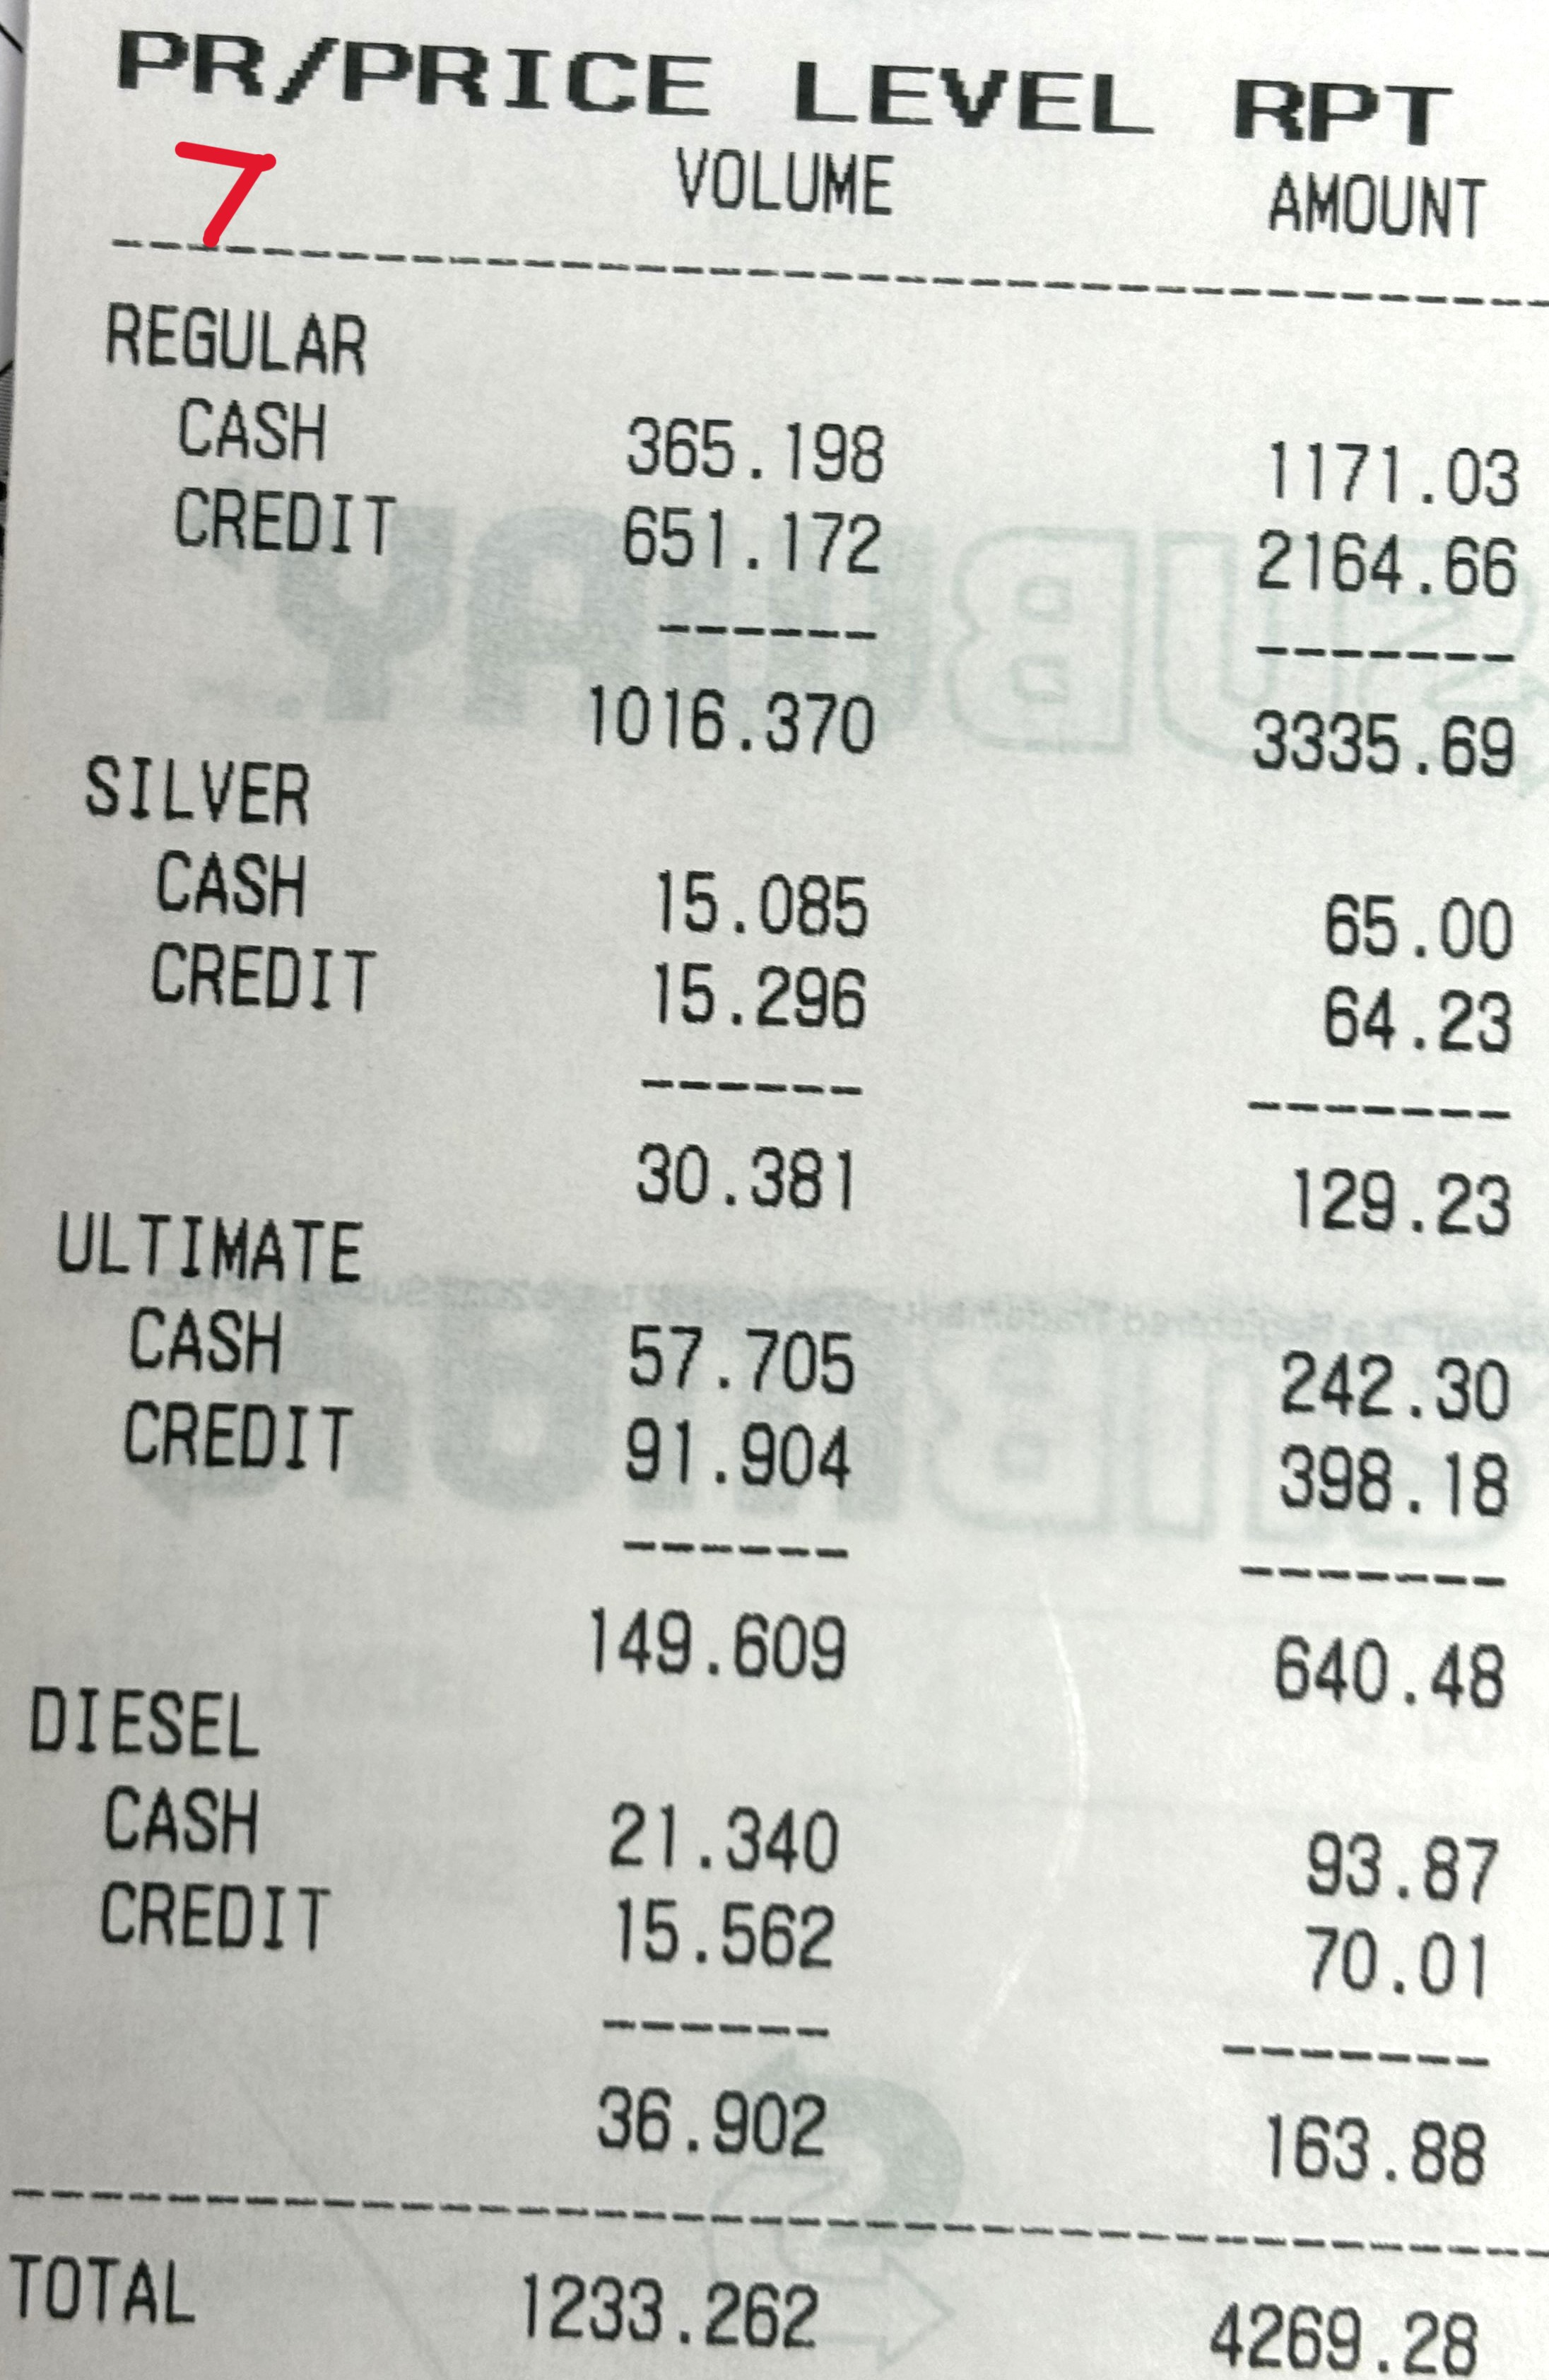 PR/PRICE LEVEL RPT
7 VOLUME AMOUNT
REGULAR
CASH 365.198 1171.03
CREDIT 651.172 2164.66
1016.370 3335.69
SILVER
CASH 15.085 65.00
CREDIT 15.296 64.23
30.381 129.23
ULTIMATE
CASH 57.705 242.30
CREDIT 91.904 398.18
149.609 640.48
DIESEL
CASH 21.340 93.87
CREDIT 15.562 70.01
36.902 163.88
TOTAL 1233.262 4269.28